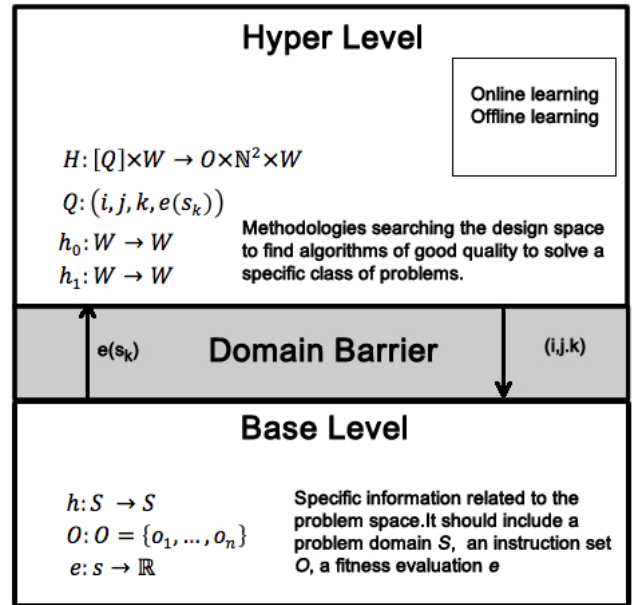 Hyper Level
Online learning
Offline learning
H: [Q]×W → O×ℕ²×W
Q: (i, j, k, e(sₖ))
h₀: W → W
h₁: W → W
Methodologies searching the design space
to find algorithms of good quality to solve a
specific class of problems.
e(sₖ)
Domain Barrier
(i,j.k)
Base Level
h: S → S
O: O = {o₁, … , oₙ}
e: s → ℝ
Specific information related to the
problem space.It should include a
problem domain S, an instruction set
O, a fitness evaluation e